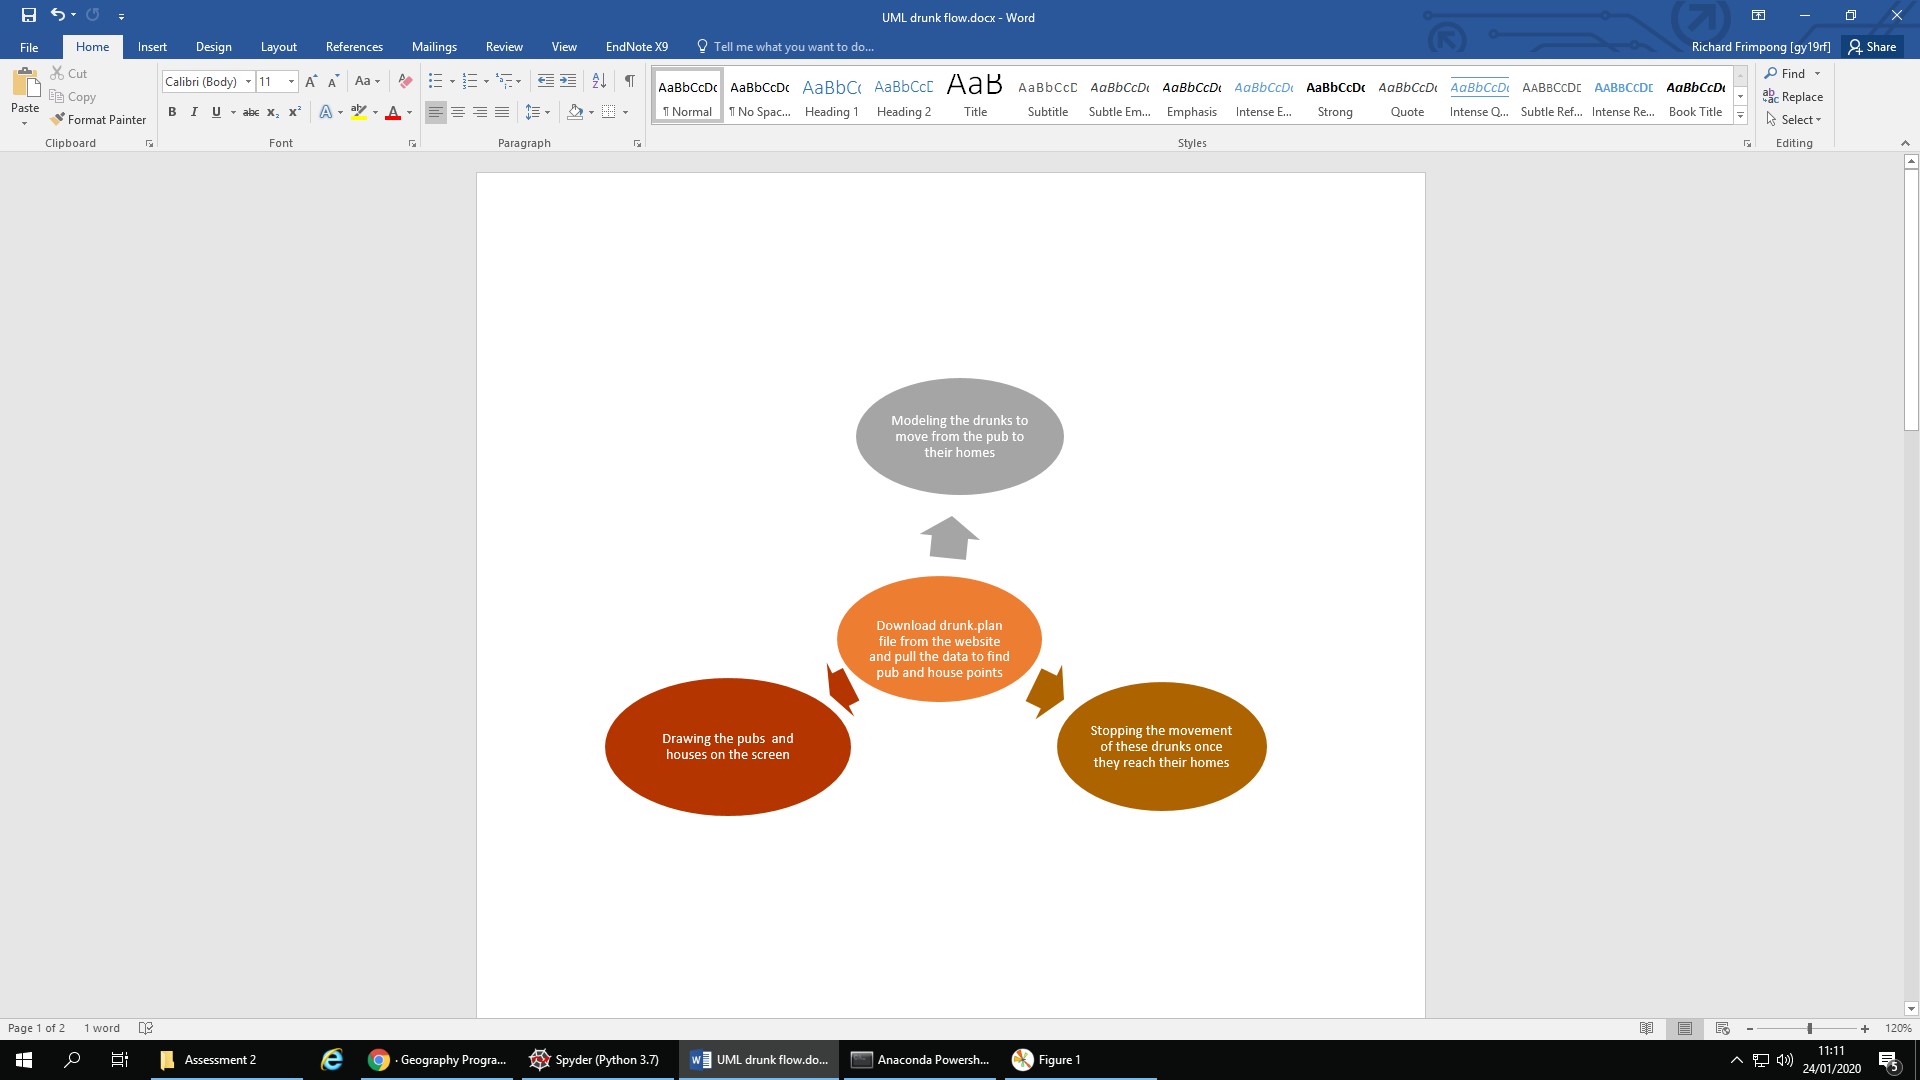 UML drunk flow.docx - Word
File Home Insert Design Layout References Mailings Review View EndNote X9 Tell me what you want to do... Richard Frimpong [gy19rf] Share
Paste
Cut
Copy
Format Painter
Clipboard
Calibri (Body) 11
Font
Paragraph
AaBbCcDc AaBbCcDc AaBbCc AaBbCcD AaB AaBbCcD AaBbCcDc AaBbCcDc AaBbCcDc AaBbCcDc AaBbCcDc AaBbCcDc AABBCCDD AABBCCDD AaBbCcDc
¶ Normal ¶ No Spac... Heading 1 Heading 2 Title Subtitle Subtle Em... Emphasis Intense E... Strong Quote Intense Q... Subtle Ref... Intense Re... Book Title
Styles
Find
Replace
Select
Editing
Modeling the drunks to
move from the pub to
their homes
Download drunk.plan
file from the website
and pull the data to find
pub and house points
Drawing the pubs and
houses on the screen
Stopping the movement
of these drunks once
they reach their homes
Page 1 of 2 1 word 120%
Assessment 2 · Geography Progra... Spyder (Python 3.7) UML drunk flow.do... Anaconda Powersh... Figure 1
11:11
24/01/2020
5